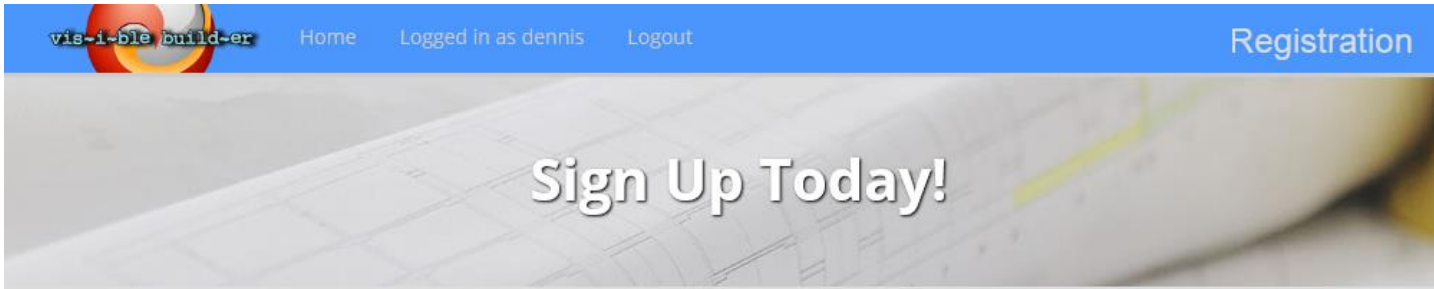 vis~i~ble build~er Home Logged in as dennis Logout Registration
Sign Up Today!